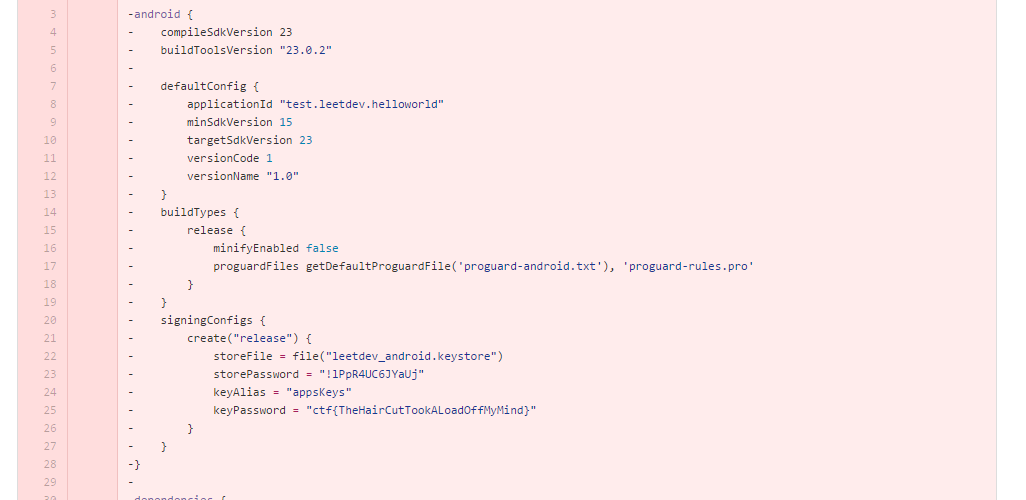 3 -android {
4 -    compileSdkVersion 23
5 -    buildToolsVersion "23.0.2"
6 -
7 -    defaultConfig {
8 -        applicationId "test.leetdev.helloworld"
9 -        minSdkVersion 15
10 -        targetSdkVersion 23
11 -        versionCode 1
12 -        versionName "1.0"
13 -    }
14 -    buildTypes {
15 -        release {
16 -            minifyEnabled false
17 -            proguardFiles getDefaultProguardFile('proguard-android.txt'), 'proguard-rules.pro'
18 -        }
19 -    }
20 -    signingConfigs {
21 -        create("release") {
22 -            storeFile = file("leetdev_android.keystore")
23 -            storePassword = "!lPpR4UC6JYaUj"
24 -            keyAlias = "appsKeys"
25 -            keyPassword = "ctf{TheHairCutTookALoadOffMyMind}"
26 -        }
27 -    }
28 -}
29 -
30 -dependencies {